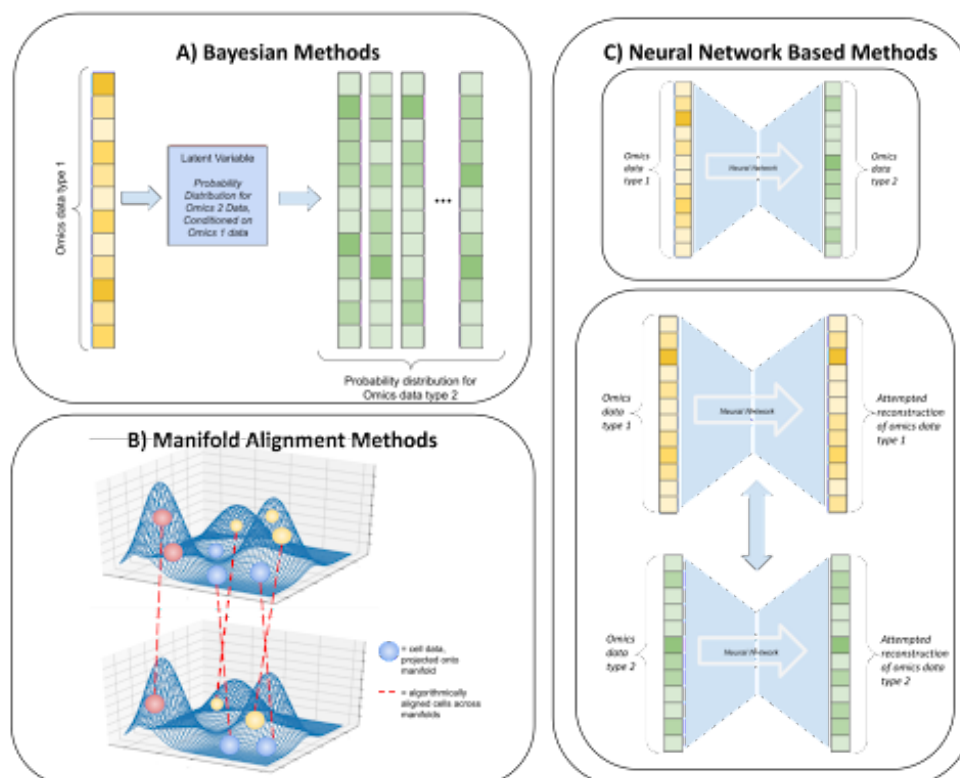 A) Bayesian Methods
Omics data type 1
Latent Variable
Probability
Distribution for
Omics 2 Data,
Conditioned on
Omics 1 data
...
Probability distribution for
Omics data type 2
B) Manifold Alignment Methods
= cell data,
projected onto
manifold
= algorithmically
aligned cells across
manifolds
C) Neural Network Based Methods
Omics
data
type 1
Neural Network
Omics
data
type 2
Omics
data
type 1
Neural Network
Attempted
reconstruction
of omics data
type 1
Omics
data
type 2
Neural Network
Attempted
reconstruction
of omics data
type 2